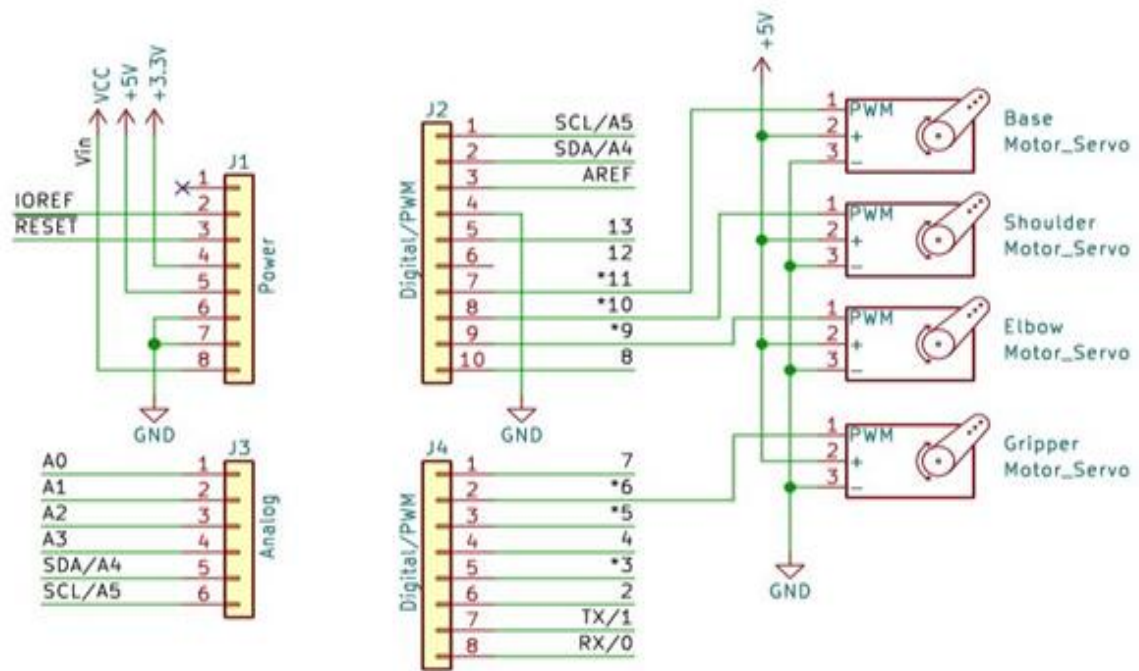 VCC
+5V
+3.3V
Vin
J1
1
IOREF 2
RESET 3
4
5
6
7
8
Power
GND
J2
1 SCL/A5
2 SDA/A4
3 AREF
4
5 13
6 12
7 *11
8 *10
9 *9
10 8
Digital/PWM
GND
+5V
1 PWM
2 +
3 -
Base
Motor_Servo
1 PWM
2 +
3 -
Shoulder
Motor_Servo
1 PWM
2 +
3 -
Elbow
Motor_Servo
1 PWM
2 +
3 -
Gripper
Motor_Servo
GND
J3
A0 1
A1 2
A2 3
A3 4
SDA/A4 5
SCL/A5 6
Analog
J4
1 7
2 *6
3 *5
4 4
5 *3
6 2
7 TX/1
8 RX/0
Digital/PWM